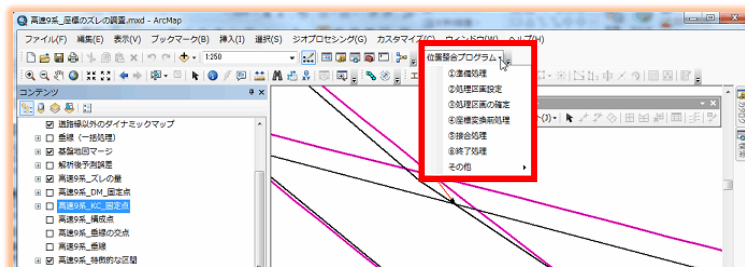 高速9系_座標のズレの調査.mxd - ArcMap
ファイル(F) 編集(E) 表示(V) ブックマーク(B) 挿入(I) 選択(S) ジオプロセシング(G) カスタマイズ(C) ウィンドウ(W) ヘルプ(H)
1:250
位置整合プログラム
①準備処理
②処理区画設定
③処理区画の確定
④座標変換前処理
⑤接合処理
⑥終了処理
その他
コンテンツ
道路縁以外のダイナミックマップ
垂線（一括処理）
基盤地図マージ
解析後予測誤差
高速9系_ズレの量
高速9系_DM_固定点
高速9系_KC_固定点
高速9系_構成点
高速9系_垂線の交点
高速9系_垂線
高速9系_特徴的な区間